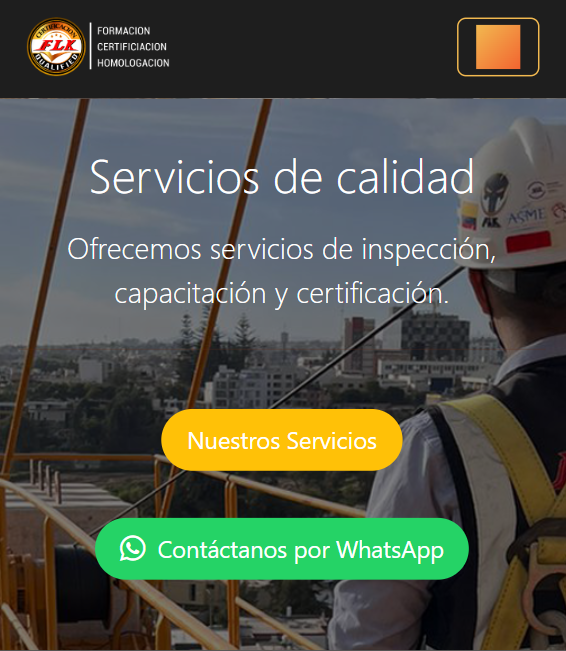 CERTIFICACION
FLK
QUALIFIED
FORMACION
CERTIFICIACION
HOMOLOGACION
Servicios de calidad
Ofrecemos servicios de inspección,
capacitación y certificación.
ASME
FLK
Nuestros Servicios
Contáctanos por WhatsApp